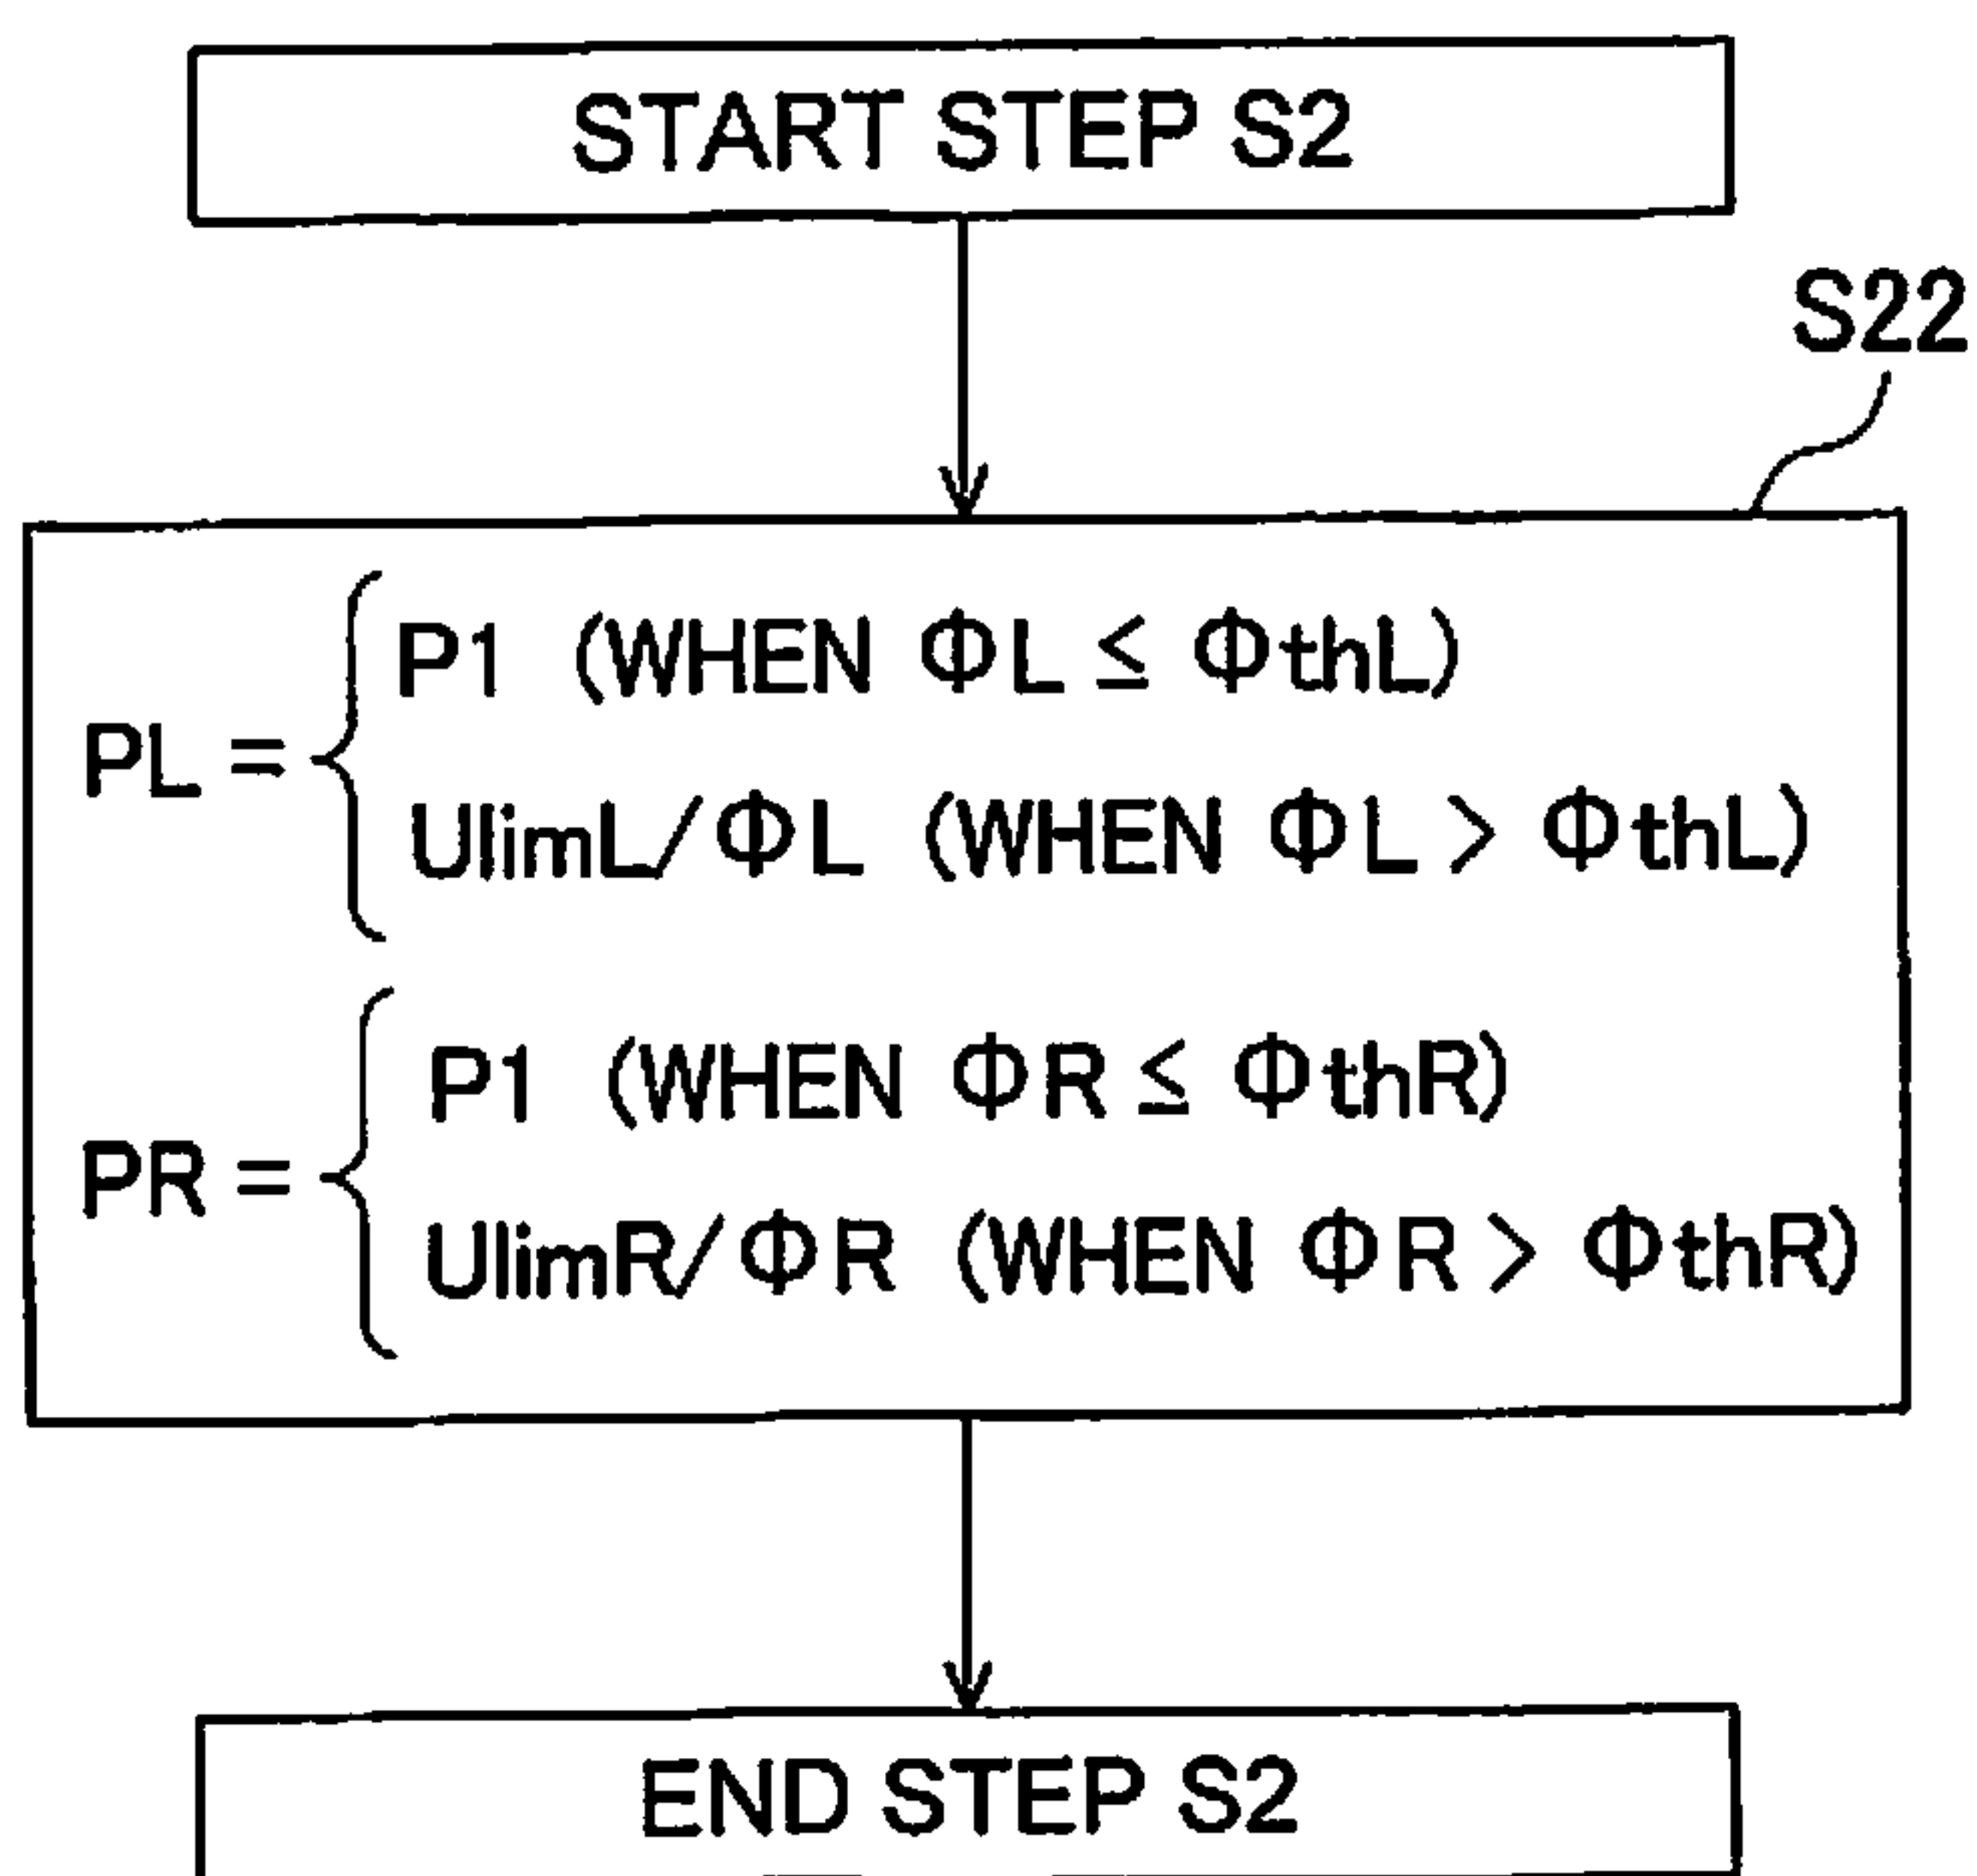 START STEP S2
S22
PL = { P1 (WHEN ΦL ≤ ΦthL)
UlimL/ΦL (WHEN ΦL > ΦthL)
PR = { P1 (WHEN ΦR ≤ ΦthR)
UlimR/ΦR (WHEN ΦR > ΦthR)
END STEP S2